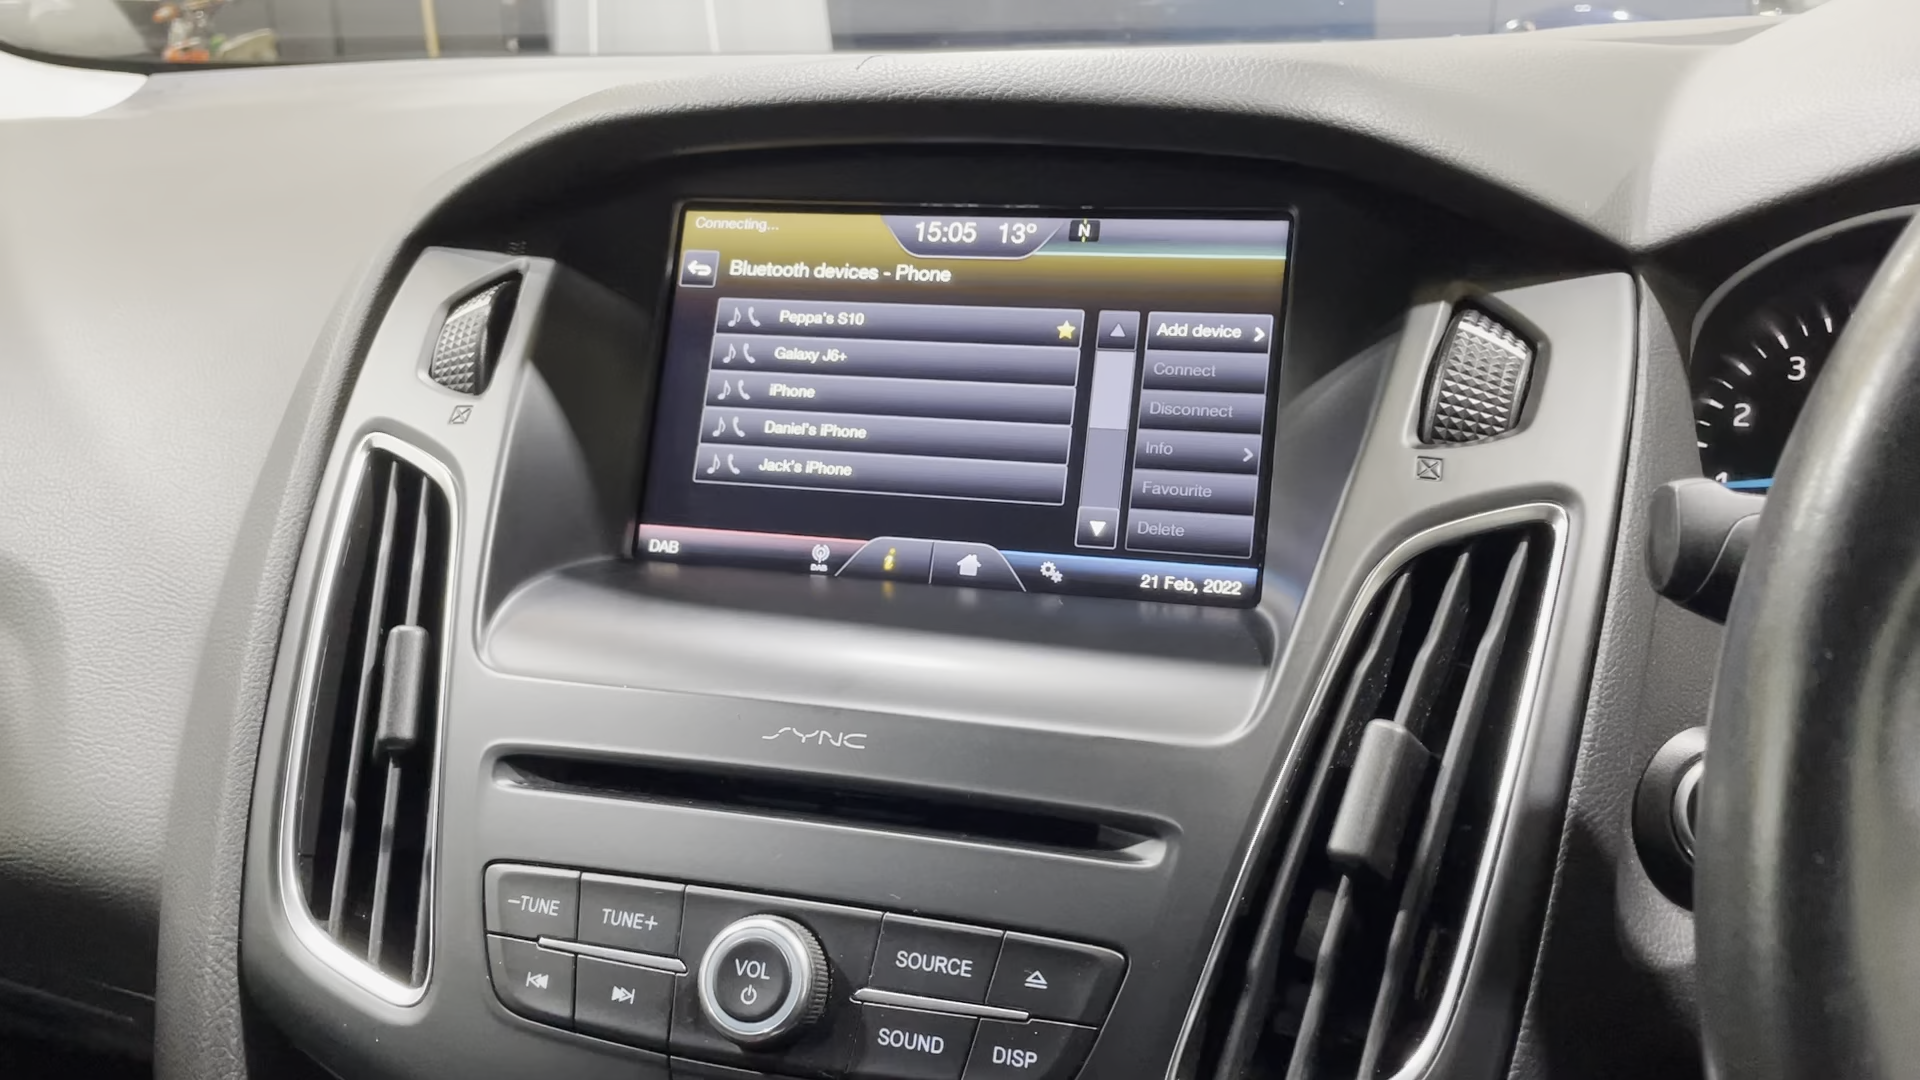 Connecting...
15:05 13° N
Bluetooth devices - Phone
Peppa's S10
Galaxy J6+
iPhone
Daniel's iPhone
Jack's iPhone
Add device
Connect
Disconnect
Info
Favourite
Delete
DAB
DAB
i
21 Feb, 2022
SYNC
-TUNE
TUNE+
VOL
SOURCE
SOUND
DISP
3
2
1